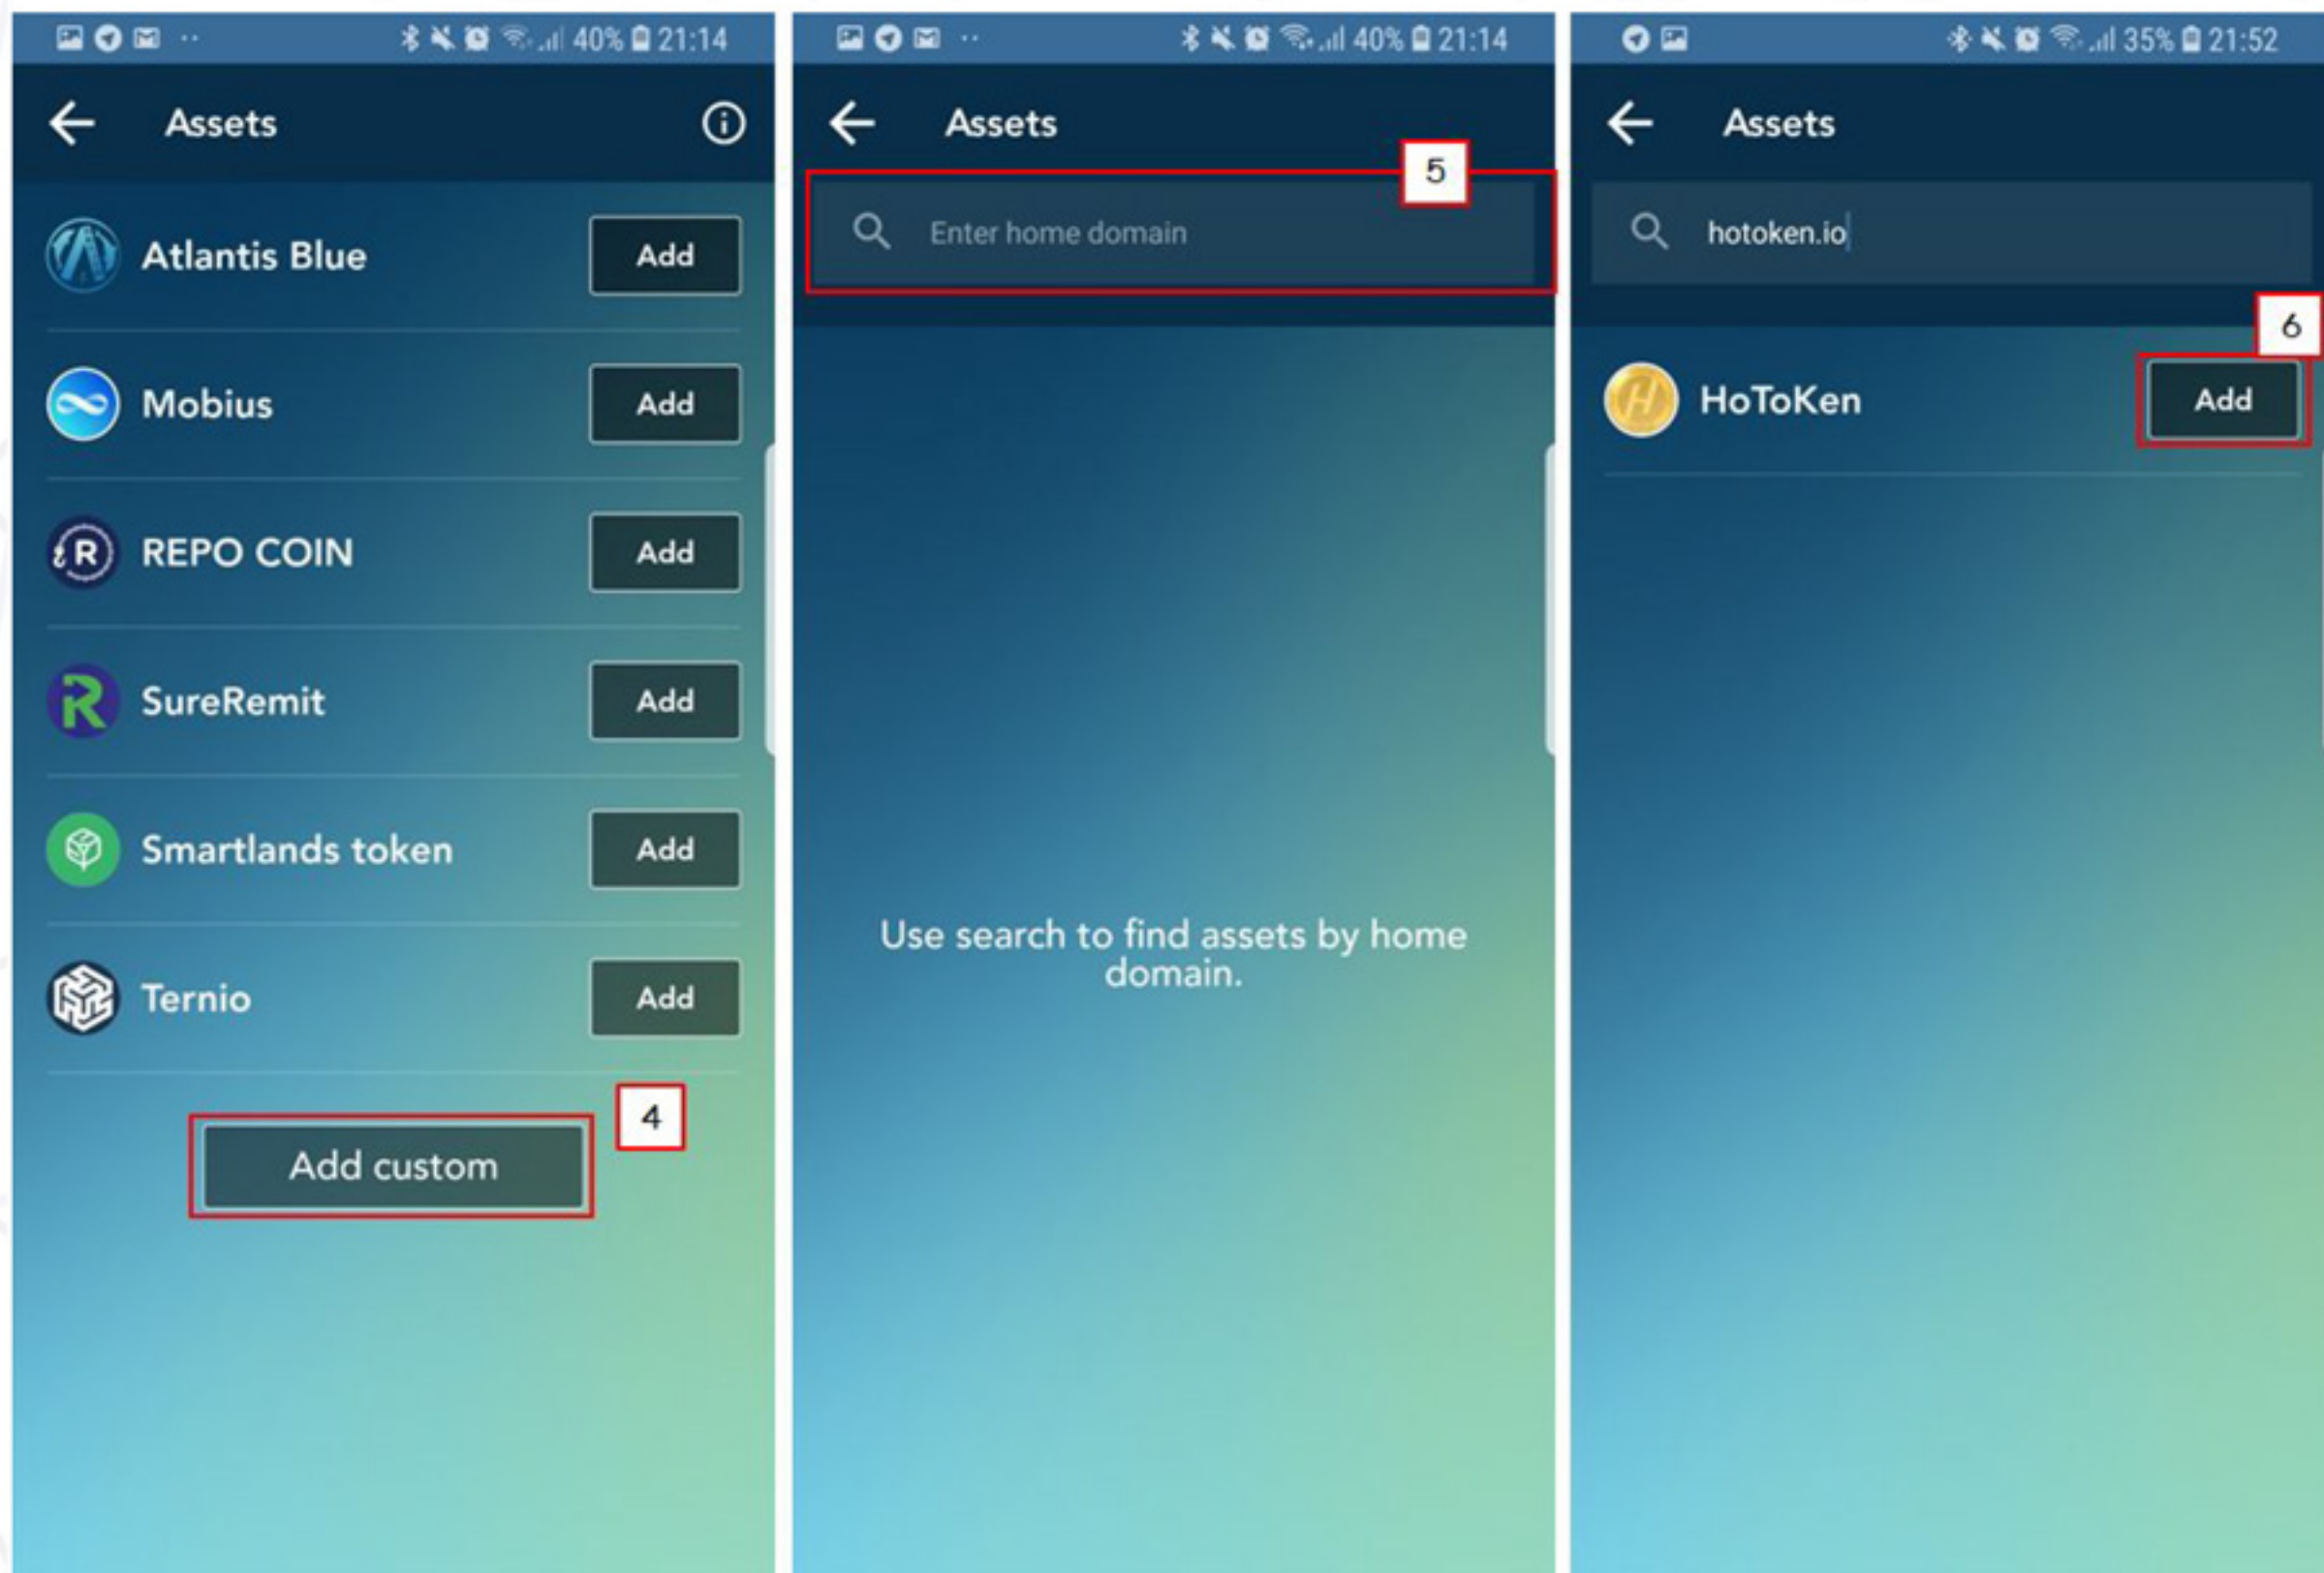 40% 21:14
Assets
Atlantis Blue Add
Mobius Add
REPO COIN Add
SureRemit Add
Smartlands token Add
Ternio Add
4
Add custom
40% 21:14
Assets
5
Enter home domain
Use search to find assets by home
domain.
35% 21:52
Assets
hotoken.io
6
HoToKen Add